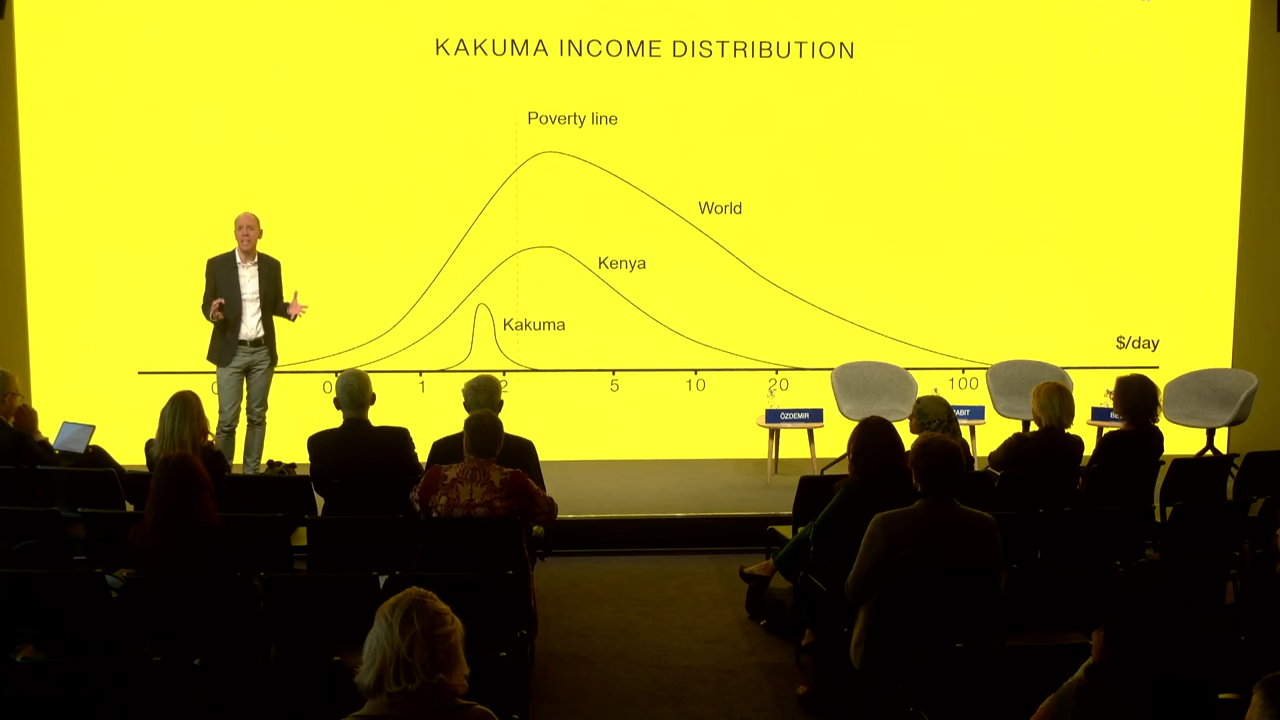 KAKUMA INCOME DISTRIBUTION
Poverty line
World
Kenya
Kakuma
$/day
1
2
5
10
20
100
ÖZDEMIR